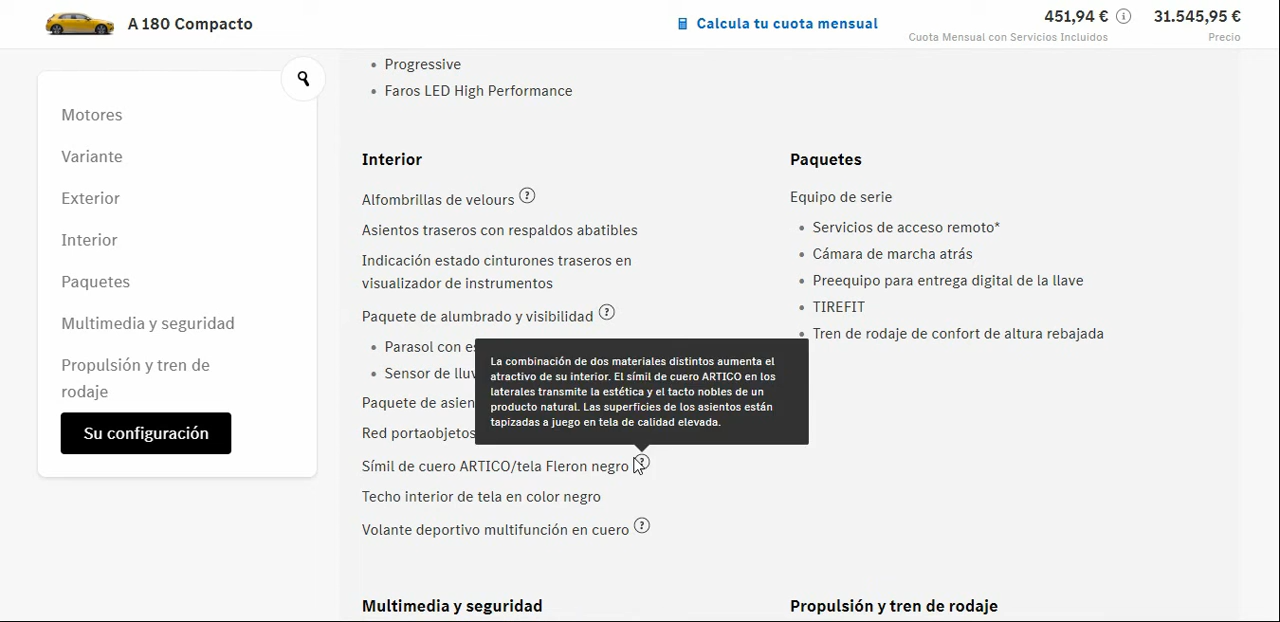 A 180 Compacto
Calcula tu cuota mensual
451,94 €
Cuota Mensual con Servicios Incluidos
31.545,95 €
Precio
Motores
Variante
Exterior
Interior
Paquetes
Multimedia y seguridad
Propulsión y tren de
rodaje
Su configuración
Progressive
Faros LED High Performance
Interior
Alfombrillas de velours
Asientos traseros con respaldos abatibles
Indicación estado cinturones traseros en
visualizador de instrumentos
Paquete de alumbrado y visibilidad
Parasol con es
Sensor de lluv
Paquete de asien
Red portaobjetos
La combinación de dos materiales distintos aumenta el
atractivo de su interior. El símil de cuero ARTICO en los
laterales transmite la estética y el tacto nobles de un
producto natural. Las superficies de los asientos están
tapizadas a juego en tela de calidad elevada.
Símil de cuero ARTICO/tela Fleron negro
Techo interior de tela en color negro
Volante deportivo multifunción en cuero
Paquetes
Equipo de serie
Servicios de acceso remoto*
Cámara de marcha atrás
Preequipo para entrega digital de la llave
TIREFIT
Tren de rodaje de confort de altura rebajada
Multimedia y seguridad
Propulsión y tren de rodaje